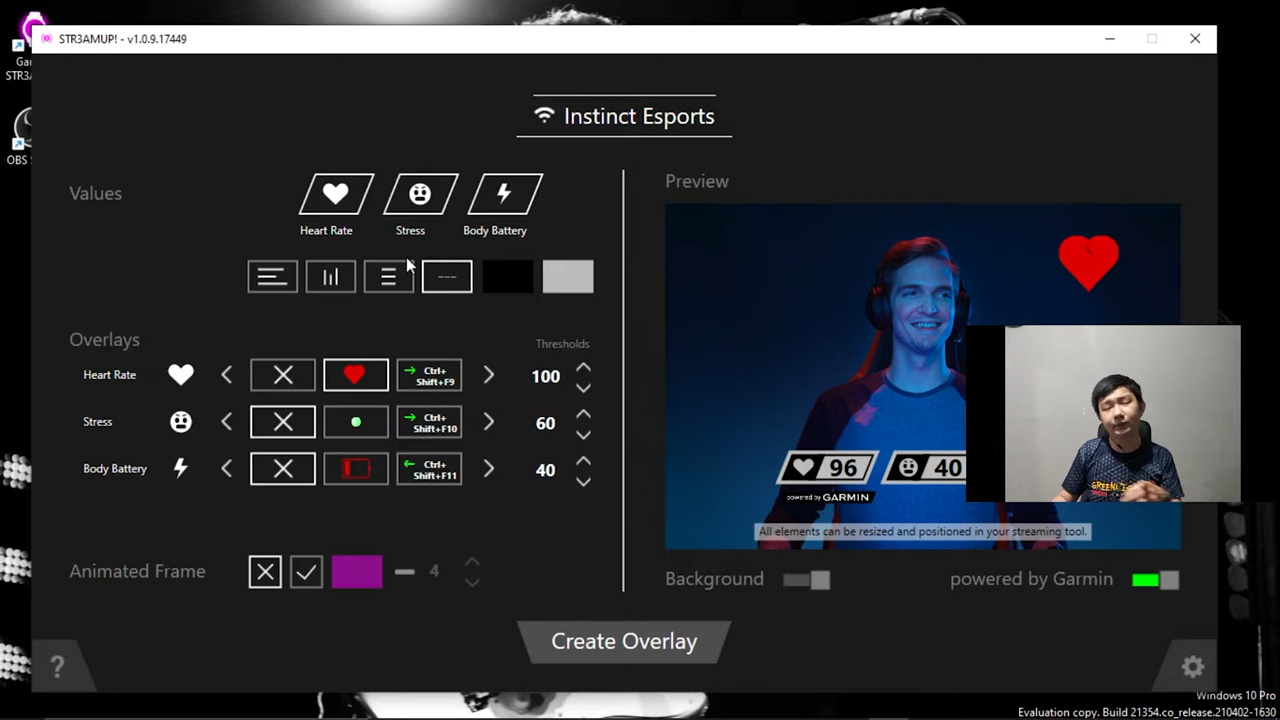 STR3AMUP! - v1.0.9.17449
STR3A
OBS S
Instinct Esports
Values
Heart Rate
Stress
Body Battery
Overlays
Thresholds
Heart Rate
Ctrl+
Shift+F9
100
Stress
Ctrl+
Shift+F10
60
Body Battery
Ctrl+
Shift+F11
40
Animated Frame
4
Preview
96
40
powered by GARMIN
All elements can be resized and positioned in your streaming tool.
Background
powered by Garmin
Create Overlay
?
Windows 10 Pro
Evaluation copy. Build 21354.co_release.210402-1630